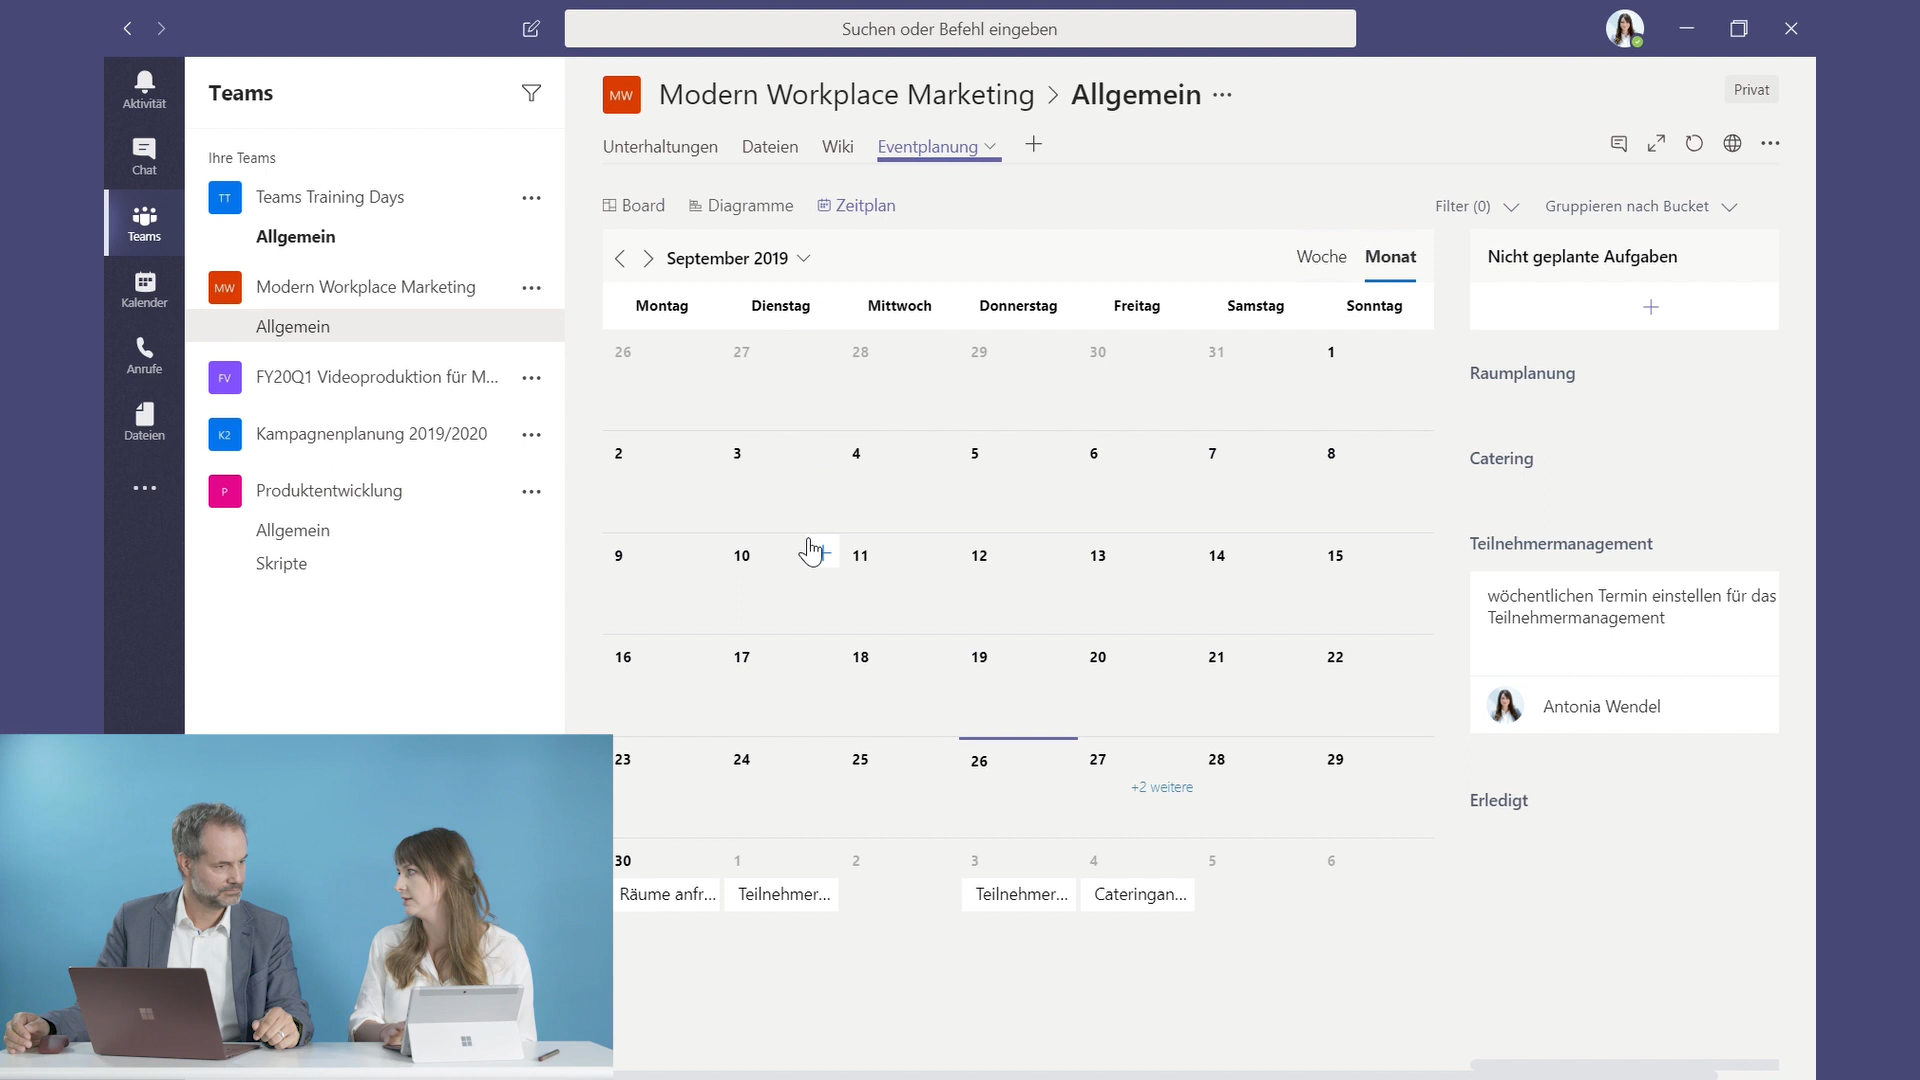 Suchen oder Befehl eingeben
Aktivität
Chat
Teams
Kalender
Anrufe
Dateien
Teams
Ihre Teams
TT Teams Training Days
Allgemein
MW Modern Workplace Marketing
Allgemein
FV FY20Q1 Videoproduktion für M...
K2 Kampagnenplanung 2019/2020
P Produktentwicklung
Allgemein
Skripte
MW Modern Workplace Marketing > Allgemein
Privat
Unterhaltungen Dateien Wiki Eventplanung
Board Diagramme Zeitplan
Filter (0) Gruppieren nach Bucket
September 2019
Woche Monat
Montag Dienstag Mittwoch Donnerstag Freitag Samstag Sonntag
26 27 28 29 30 31 1
2 3 4 5 6 7 8
9 10 11 12 13 14 15
16 17 18 19 20 21 22
23 24 25 26 27 28 29
+2 weitere
30 1 2 3 4 5 6
Räume anfr... Teilnehmer... Teilnehmer... Cateringan...
Nicht geplante Aufgaben
Raumplanung
Catering
Teilnehmermanagement
wöchentlichen Termin einstellen für das
Teilnehmermanagement
Antonia Wendel
Erledigt